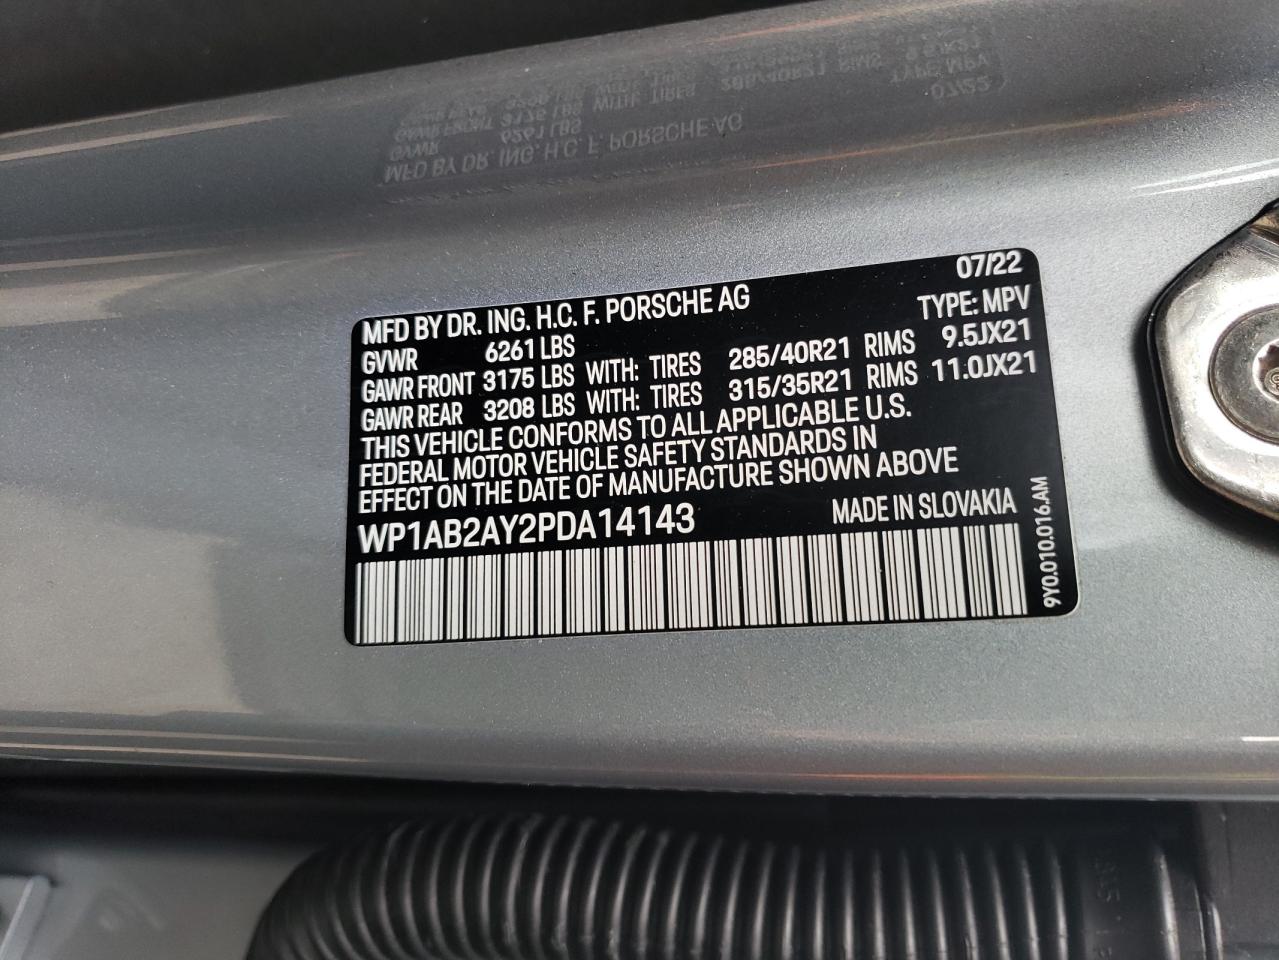 07/22
MFD BY DR. ING. H.C. F. PORSCHE AG TYPE: MPV
GVWR 6261 LBS
GAWR FRONT 3175 LBS WITH: TIRES 285/40R21 RIMS 9.5JX21
GAWR REAR 3208 LBS WITH: TIRES 315/35R21 RIMS 11.0JX21
THIS VEHICLE CONFORMS TO ALL APPLICABLE U.S.
FEDERAL MOTOR VEHICLE SAFETY STANDARDS IN
EFFECT ON THE DATE OF MANUFACTURE SHOWN ABOVE
WP1AB2AY2PDA14143 MADE IN SLOVAKIA
9Y0.010.016.AM